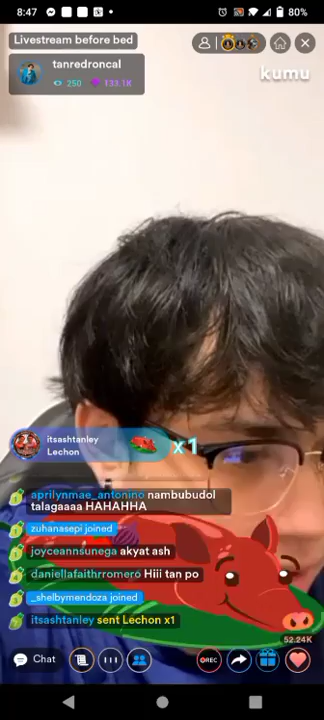 8:47
80%
Livestream before bed
tanredroncal
250
133.1K
kumu
itsashtanley
Lechon
x1
aprilynmae_antonino nambubudol
talagaaaa HAHAHHA
zuhanasepi joined
joyceannsunega akyat ash
daniellafaithrromero Hiii tan po
_shelbymendoza joined
itsashtanley sent Lechon x1
52.24K
Chat
REC